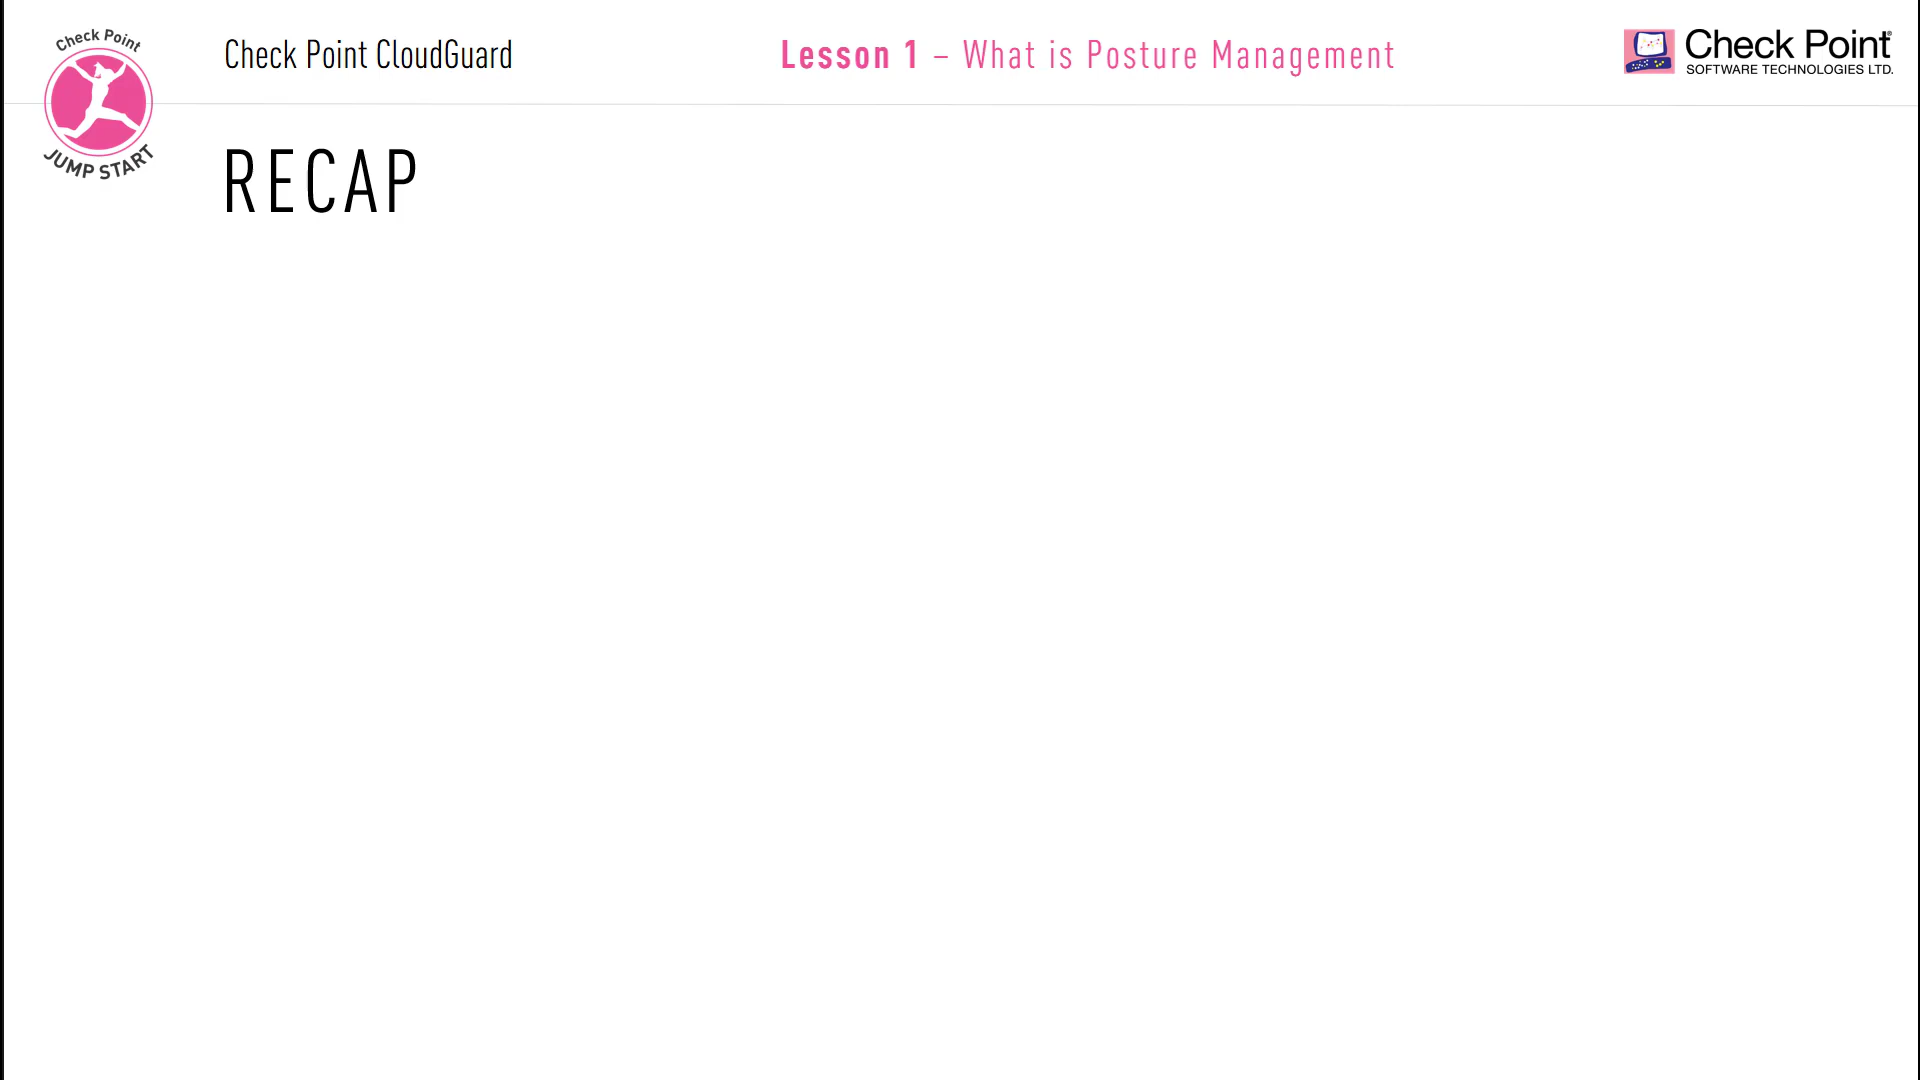 Check Point
JUMP START
Check Point CloudGuard
Lesson 1 – What is Posture Management
Check Point®
SOFTWARE TECHNOLOGIES LTD.
RECAP